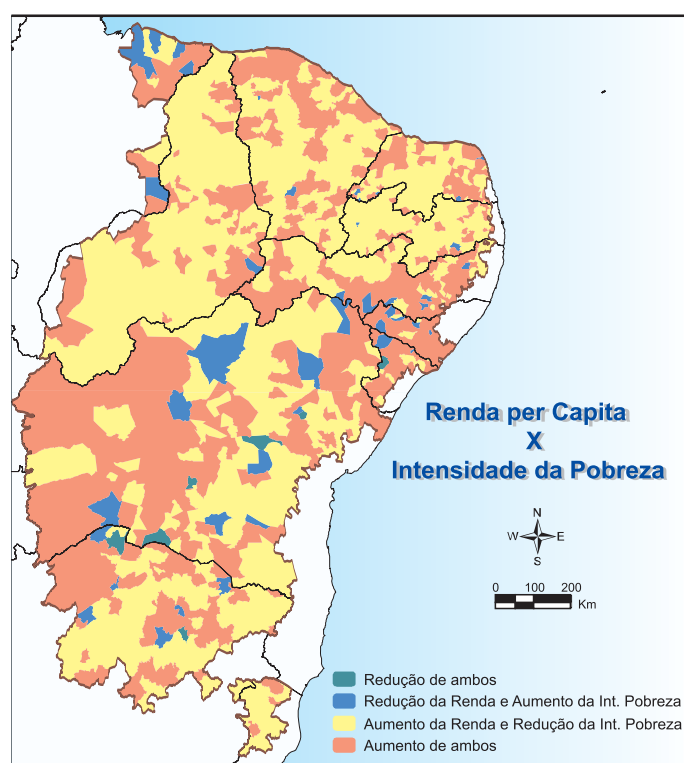 Renda per Capita
X
Intensidade da Pobreza
N
W E
S
0 100 200
Km
Redução de ambos
Redução da Renda e Aumento da Int. Pobreza
Aumento da Renda e Redução da Int. Pobreza
Aumento de ambos